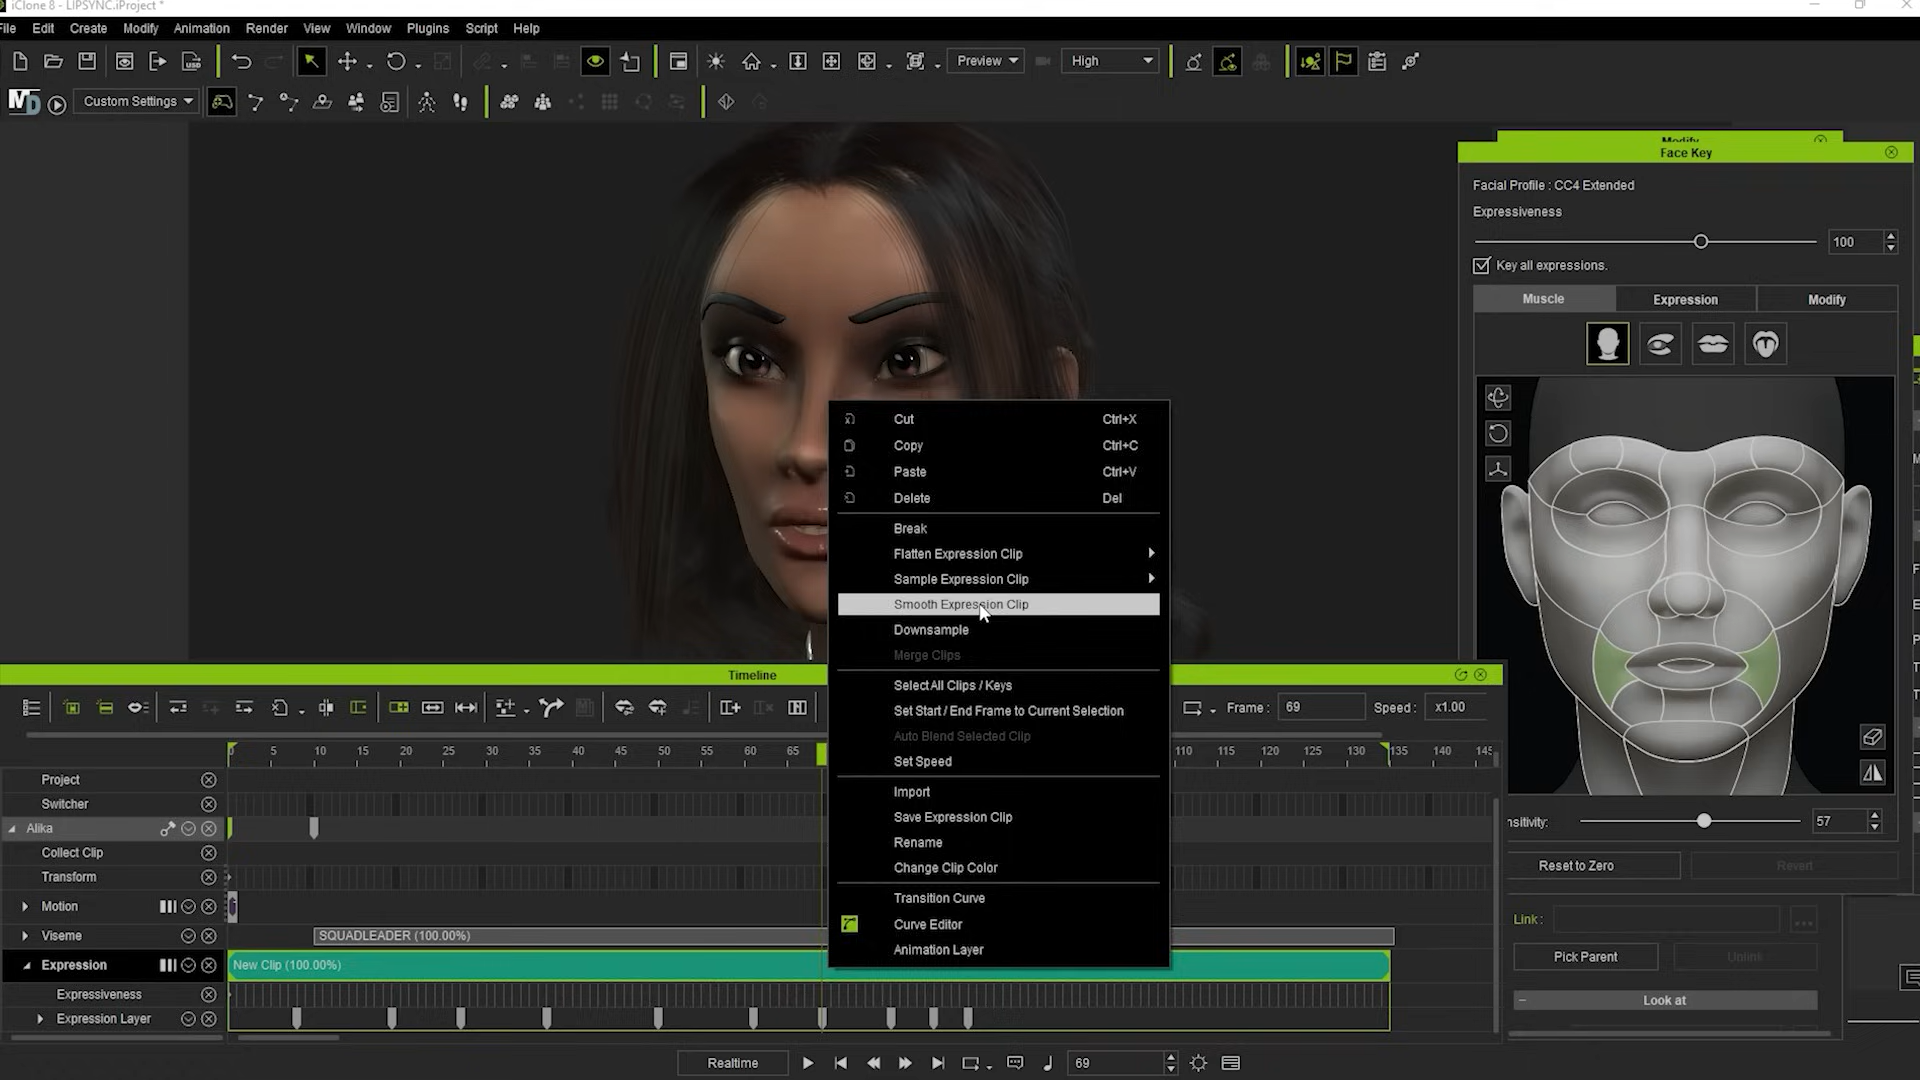 iClone 8 - LIPSYNC.iProject *
File Edit Create Modify Animation Render View Window Plugins Script Help
Preview High
MD Custom Settings
Modify
Face Key
Facial Profile : CC4 Extended
Expressiveness
100
Key all expressions.
Muscle Expression Modify
Cut Ctrl+X
Copy Ctrl+C
Paste Ctrl+V
Delete Del
Break
Flatten Expression Clip
Sample Expression Clip
Smooth Expression Clip
Downsample
Merge Clips
Select All Clips / Keys
Set Start / End Frame to Current Selection
Auto Blend Selected Clip
Set Speed
Import
Save Expression Clip
Rename
Change Clip Color
Transition Curve
Curve Editor
Animation Layer
Timeline
Frame : 69 Speed : x1.00
0 5 10 15 20 25 30 35 40 45 50 55 60 65 110 115 120 125 130 135 140 145
Project
Switcher
Alika
Collect Clip
Transform
Motion
Viseme
SQUADLEADER (100.00%)
Expression
New Clip (100.00%)
Expressiveness
Expression Layer
nsitivity: 57
Reset to Zero Revert
Link :
...
Pick Parent Unlink
Look at
Realtime 69